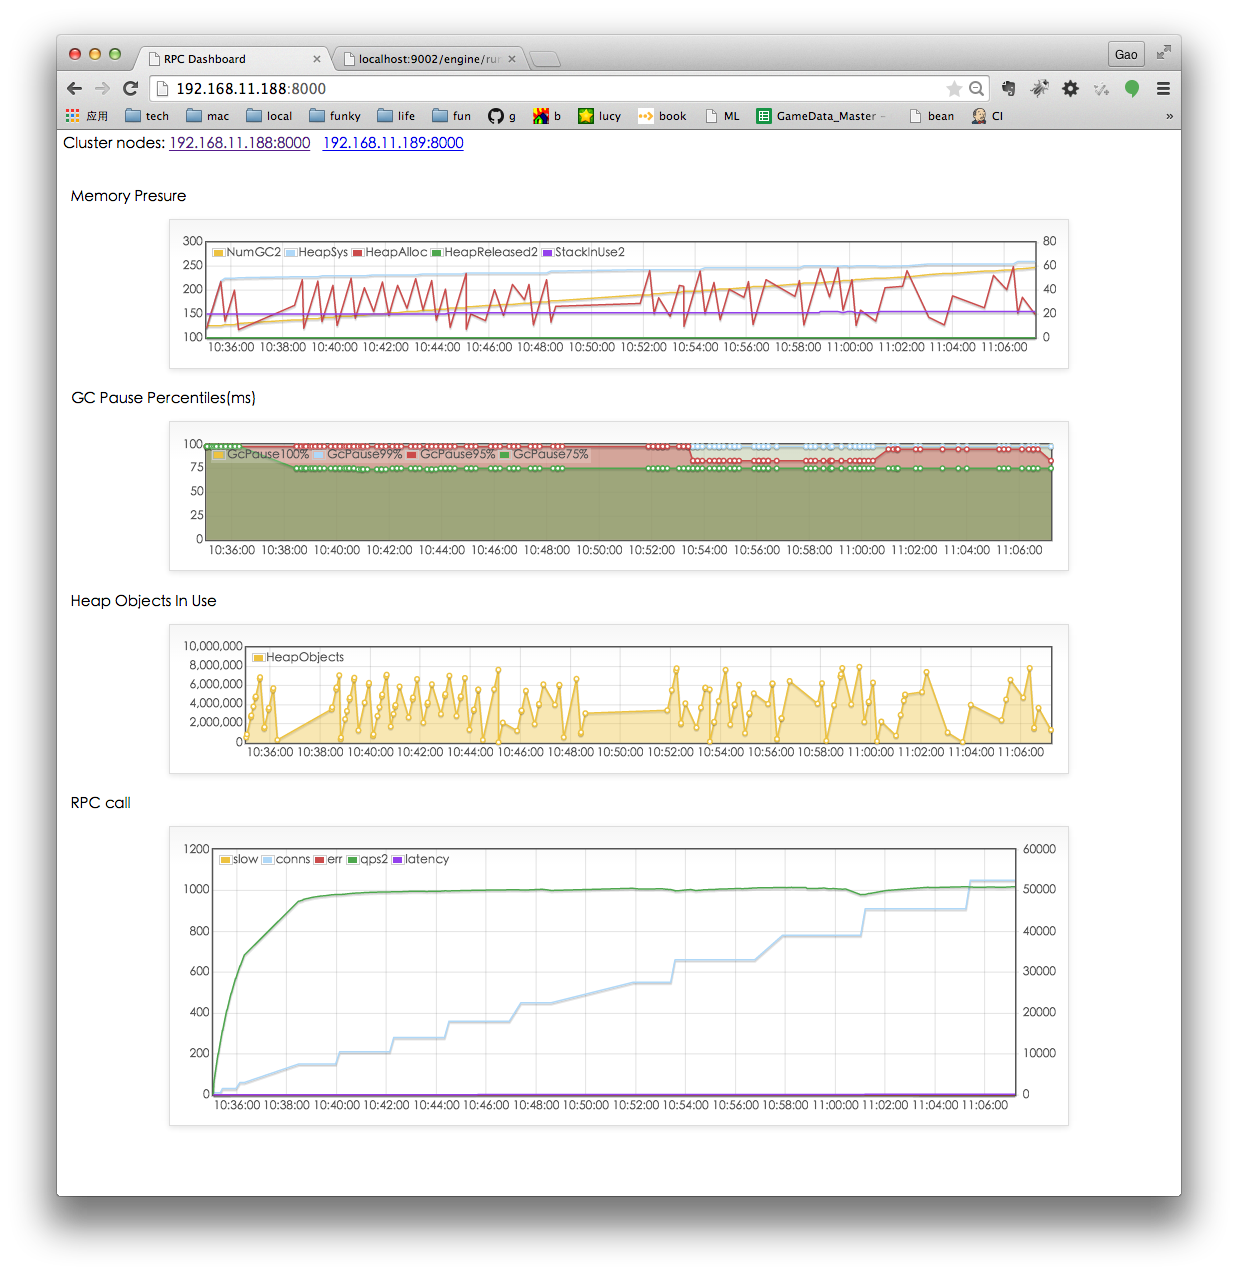 RPC Dashboard
localhost:9002/engine/ru
Gao
192.168.11.188:8000
应用 tech mac local funky life fun g b lucy book ML GameData_Master - bean CI »
Cluster nodes: 192.168.11.188:8000 192.168.11.189:8000
Memory Presure
NumGC2 HeapSys HeapAlloc HeapReleased2 StackInUse2
300 80
250 60
200 40
150 20
100 0
10:36:00 10:38:00 10:40:00 10:42:00 10:44:00 10:46:00 10:48:00 10:50:00 10:52:00 10:54:00 10:56:00 10:58:00 11:00:00 11:02:00 11:04:00 11:06:00
GC Pause Percentiles(ms)
100
GcPause100% GcPause99% GcPause95% GcPause75%
75
50
25
0
10:36:00 10:38:00 10:40:00 10:42:00 10:44:00 10:46:00 10:48:00 10:50:00 10:52:00 10:54:00 10:56:00 10:58:00 11:00:00 11:02:00 11:04:00 11:06:00
Heap Objects In Use
10,000,000
HeapObjects
8,000,000
6,000,000
4,000,000
2,000,000
0
10:36:00 10:38:00 10:40:00 10:42:00 10:44:00 10:46:00 10:48:00 10:50:00 10:52:00 10:54:00 10:56:00 10:58:00 11:00:00 11:02:00 11:04:00 11:06:00
RPC call
1200 60000
slow conns err qps2 latency
1000 50000
800 40000
600 30000
400 20000
200 10000
0 0
10:36:00 10:38:00 10:40:00 10:42:00 10:44:00 10:46:00 10:48:00 10:50:00 10:52:00 10:54:00 10:56:00 10:58:00 11:00:00 11:02:00 11:04:00 11:06:00